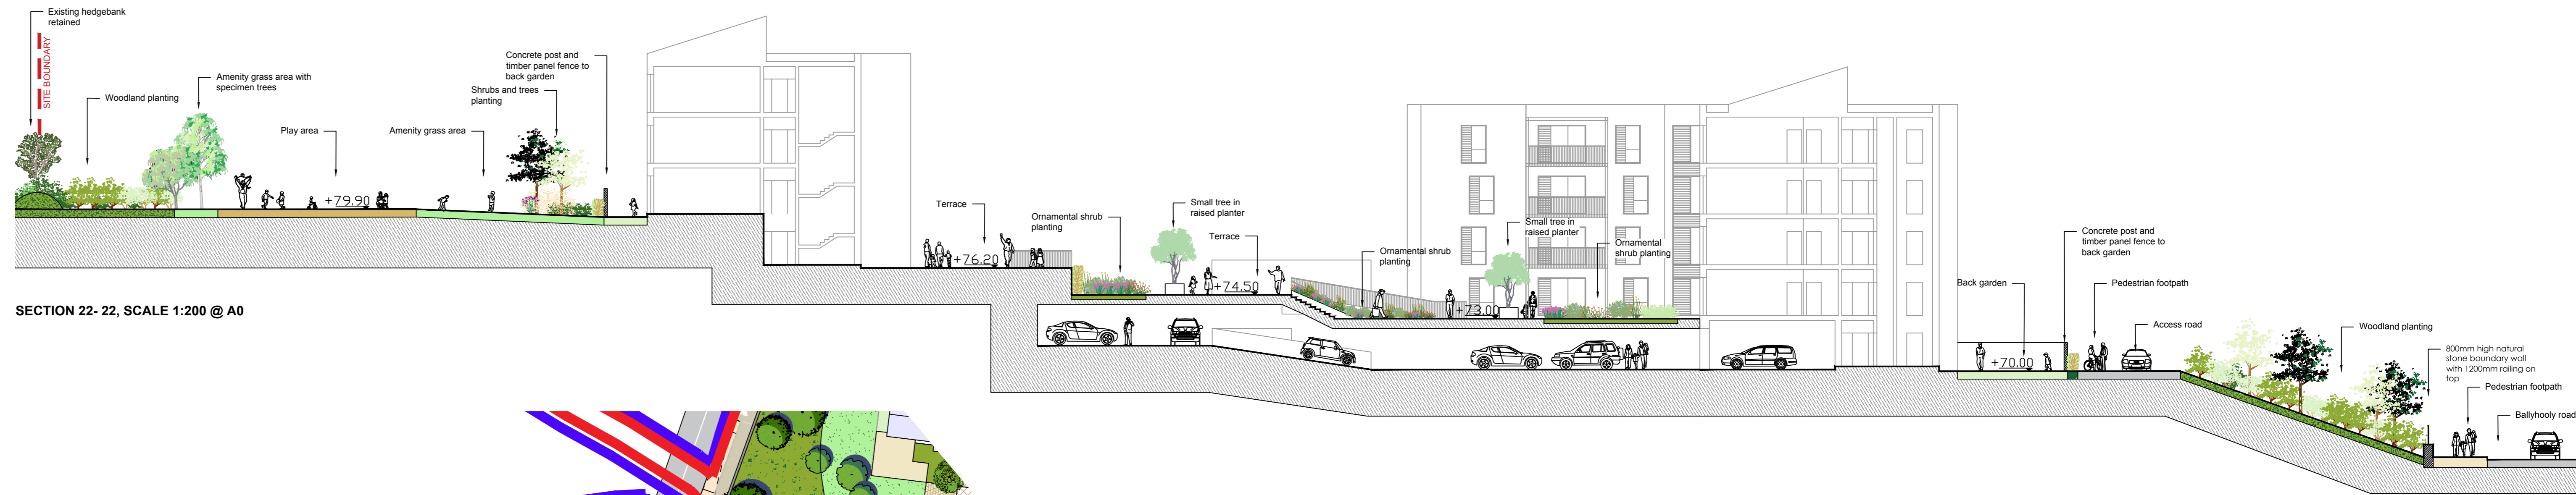 Existing hedgebank
retained
SITE BOUNDARY
Woodland planting
Amenity grass area with
specimen trees
Play area
+79.90
Amenity grass area
Shrubs and trees
planting
Concrete post and
timber panel fence to
back garden
Terrace
+76.20
Ornamental shrub
planting
Small tree in
raised planter
Terrace
+74.50
Ornamental shrub
planting
+73.00
Small tree in
raised planter
Ornamental
shrub planting
Back garden
+70.00
Concrete post and
timber panel fence to
back garden
Pedestrian footpath
Access road
Woodland planting
800mm high natural
stone boundary wall
with 1200mm railing on
top
Pedestrian footpath
Ballyhooly road
SECTION 22- 22, SCALE 1:200 @ A0